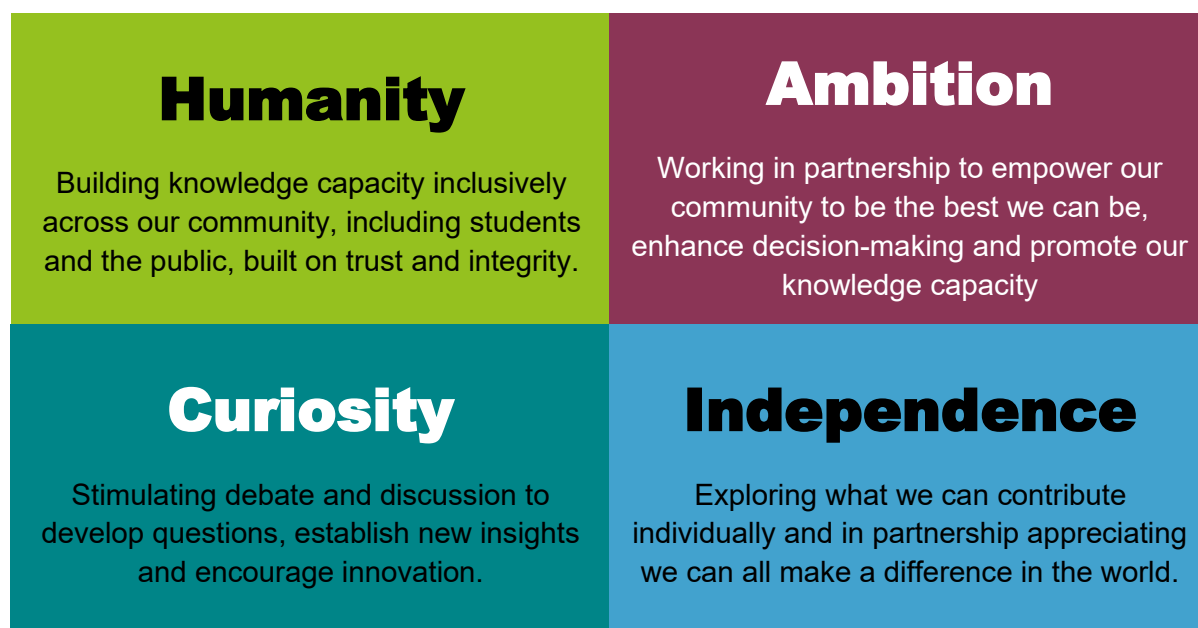 Humanity
Building knowledge capacity inclusively
across our community, including students
and the public, built on trust and integrity.
Ambition
Working in partnership to empower our
community to be the best we can be,
enhance decision-making and promote our
knowledge capacity
Curiosity
Stimulating debate and discussion to
develop questions, establish new insights
and encourage innovation.
Independence
Exploring what we can contribute
individually and in partnership appreciating
we can all make a difference in the world.